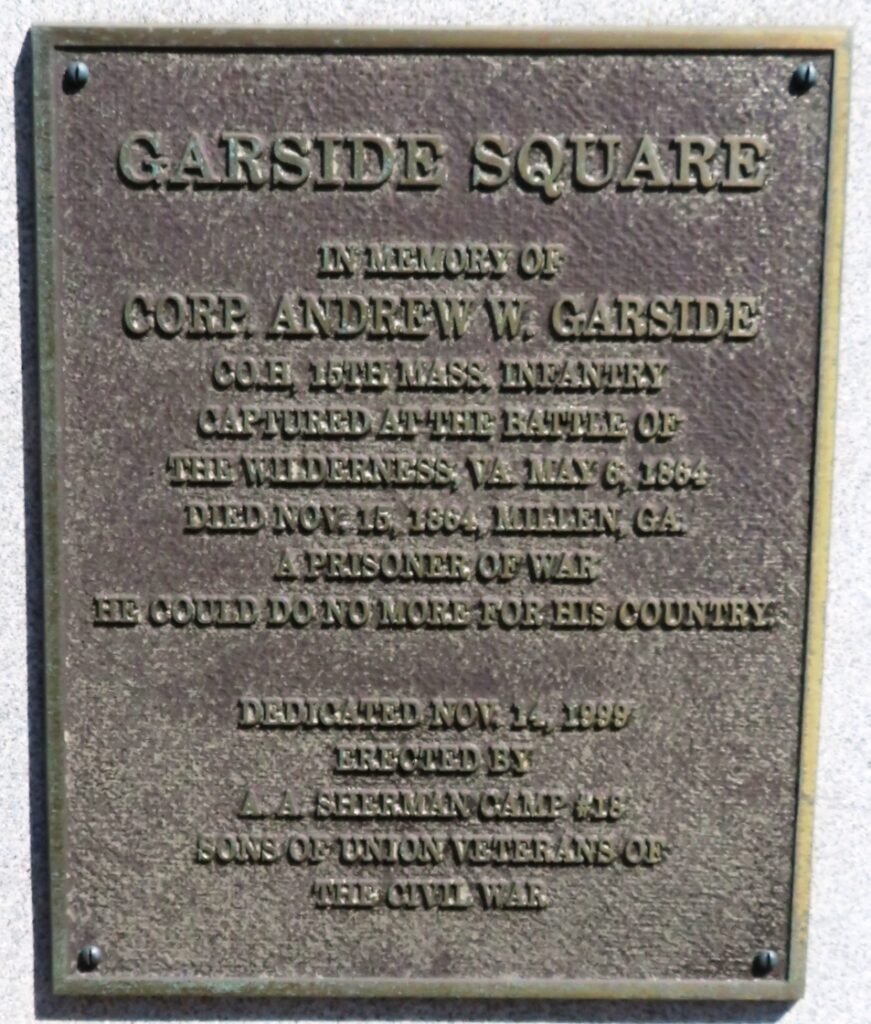 GARSIDE SQUARE
IN MEMORY OF
CORP. ANDREW W. GARSIDE
CO.H, 15TH MASS. INFANTRY
CAPTURED AT THE BATTLE OF
THE WILDERNESS, VA. MAY 6, 1864
DIED NOV. 15, 1864, MILLEN, GA.
A PRISONER OF WAR
HE COULD DO NO MORE FOR HIS COUNTRY.
DEDICATED NOV. 14, 1999
ERECTED BY
A. A. SHERMAN CAMP #18
SONS OF UNION VETERANS OF
THE CIVIL WAR